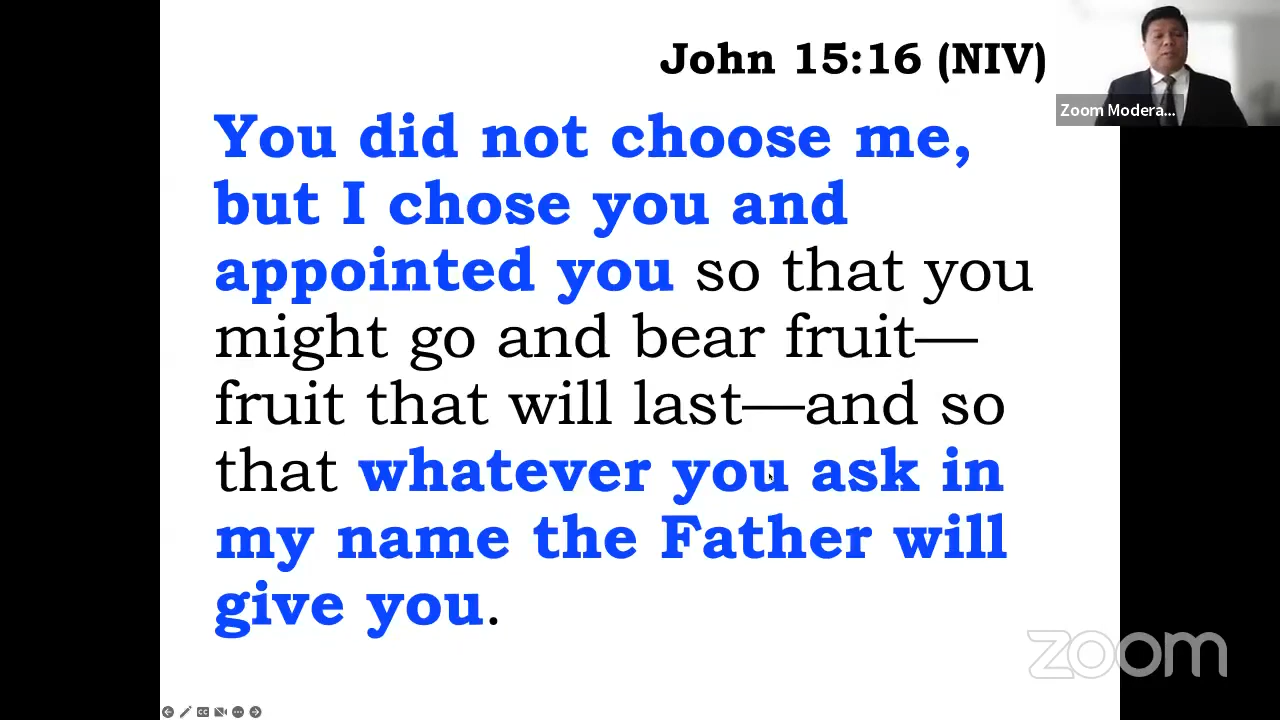 John 15:16 (NIV)
Zoom Modera...
You did not choose me,
but I chose you and
appointed you so that you
might go and bear fruit—
fruit that will last—and so
that whatever you ask in
my name the Father will
give you.
zoom